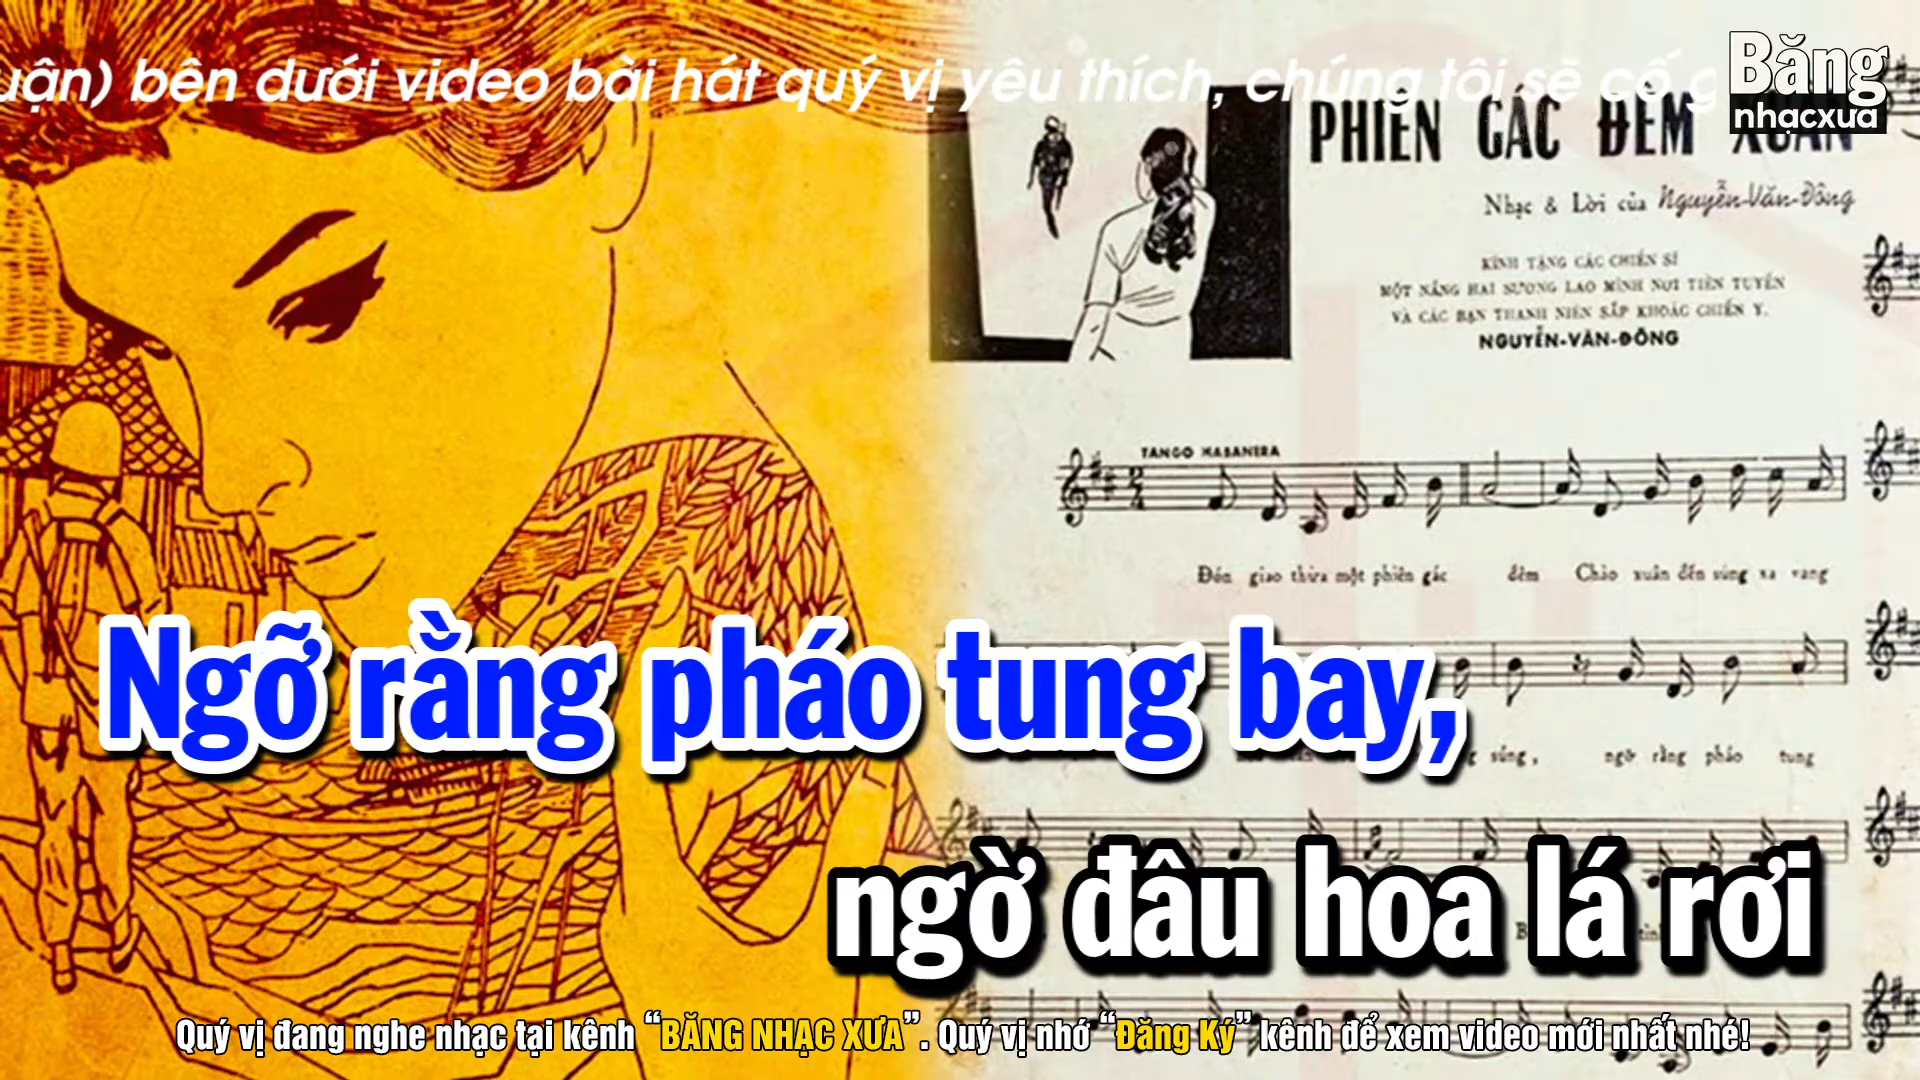 uận) bên dưới video bài hát quý vị yêu thích, chúng tôi sẽ cố g
Băng
nhạcxưa
PHIÊN GÁC ĐÊM XUÂN
Nhạc & Lời của Nguyễn-Văn-Đông
KÍNH TẶNG CÁC CHIẾN SĨ
MỘT NẮNG HAI SƯƠNG LAO MÌNH NƠI TIỀN TUYẾN
VÀ CÁC BẠN THANH NIÊN SẮP KHOÁC CHIẾN Y.
NGUYỄN-VĂN-ĐÔNG
TANGO HABANERA
Đón giao thừa một phiên gác đêm Chào xuân đến súng xa vang
Ngỡ rằng pháo tung bay,
súng, ngỡ rằng pháo tung
ngờ đâu hoa lá rơi
Quý vị đang nghe nhạc tại kênh “BĂNG NHẠC XƯA”. Quý vị nhớ “Đăng Ký” kênh để xem video mới nhất nhé!